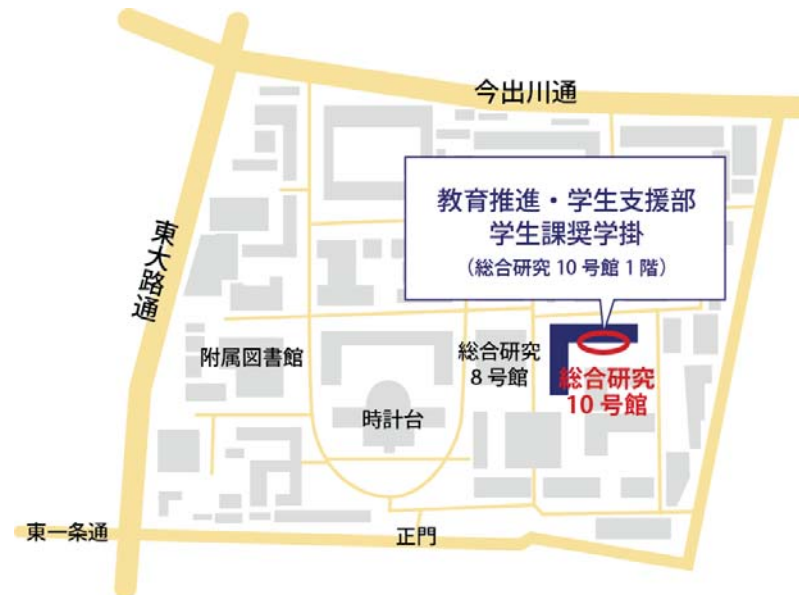 今出川通
教育推進・学生支援部
学生課奨学掛
（総合研究 10 号館 1 階）
東大路通
附属図書館
総合研究
8 号館
総合研究
10 号館
時計台
東一条通
正門